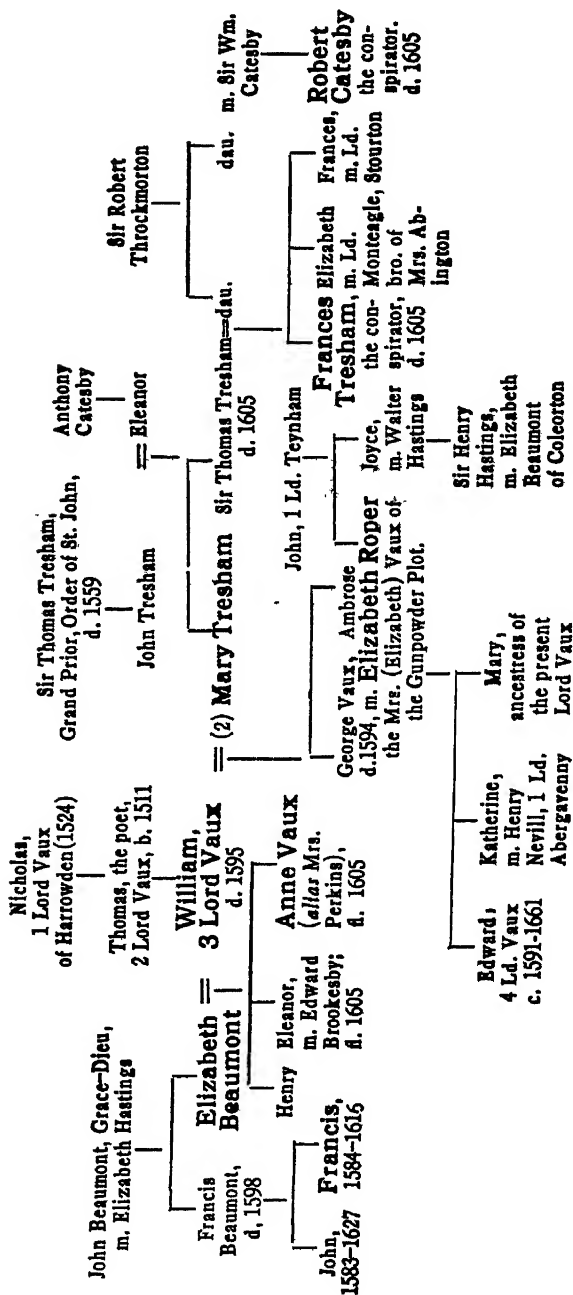 John Beaumont, Grace-Dieu,
m. Elizabeth Hastings
Francis
Beaumont,
d. 1598
John,
1583-1627
Francis,
1584-1616
Elizabeth
Beaumont
=
Nicholas,
1 Lord Vaux
of Harrowden (1524)
Thomas, the poet,
2 Lord Vaux, b. 1511
William,
3 Lord Vaux
d. 1595
Henry
Eleanor,
m. Edward
Brookesby;
fl. 1605
Anne Vaux
(alias Mrs.
Perkins),
fl. 1605
Sir Thomas Tresham,
Grand Prior, Order of St. John,
d. 1559
John Tresham
=
Eleanor
Anthony
Catesby
= (2) Mary Tresham
Sir Thomas Tresham=dau.
d. 1605
Sir Robert
Throckmorton
dau.
m. Sir Wm.
Catesby
Robert
Catesby
the con-
spirator.
d. 1605
Frances
Tresham,
the con-
spirator,
d. 1605
Elizabeth
m. Ld.
Monteagle,
bro. of
Mrs. Ab-
ington
Frances,
m. Ld.
Stourton
John, 1 Ld. Teynham
George Vaux, Ambrose
d.1594, m. Elizabeth Roper
the Mrs. (Elizabeth) Vaux of
the Gunpowder Plot.
Joyce,
m. Walter
Hastings
Sir Henry
Hastings,
m. Elizabeth
Beaumont
of Coleorton
Edward,
4 Ld. Vaux
c. 1591-1661
Katherine,
m. Henry
Nevill, 1 Ld.
Abergavenny
Mary,
ancestress of
the present
Lord Vaux